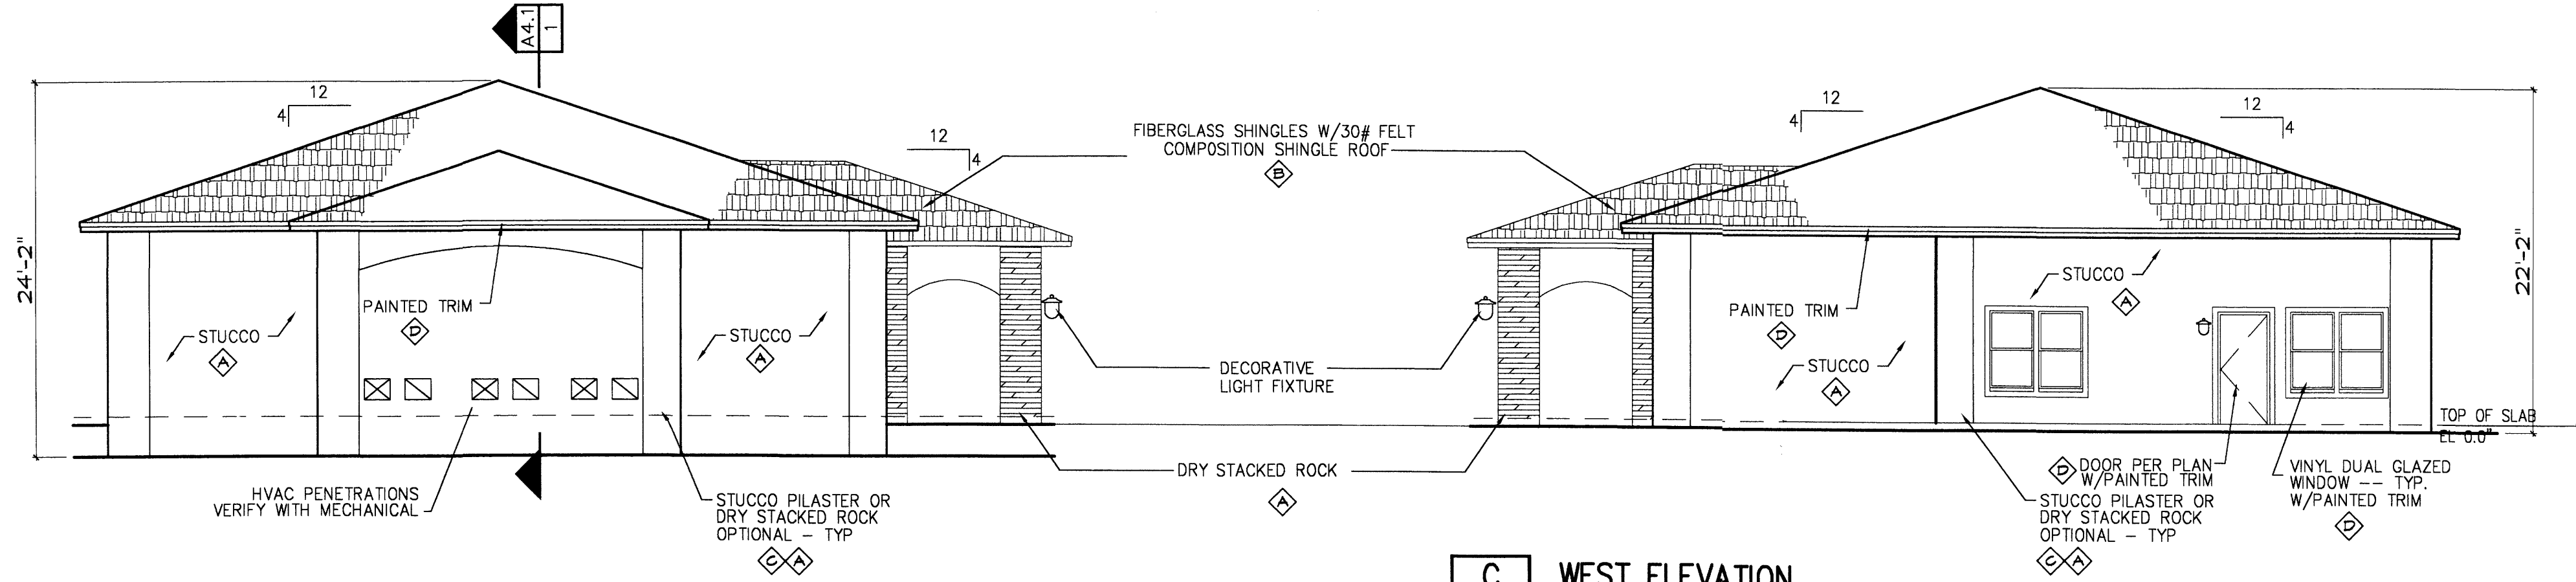 A4.1
1
12
4
12
4
24'-2"
PAINTED TRIM
D
STUCCO
A
STUCCO
A
HVAC PENETRATIONS
VERIFY WITH MECHANICAL
STUCCO PILASTER OR
DRY STACKED ROCK
OPTIONAL - TYP
C A
FIBERGLASS SHINGLES W/30# FELT
COMPOSITION SHINGLE ROOF
B
DECORATIVE
LIGHT FIXTURE
DRY STACKED ROCK
A
12
4
12
4
22'-2"
STUCCO
A
PAINTED TRIM
D
STUCCO
A
TOP OF SLAB
EL 0.0"
D DOOR PER PLAN
W/PAINTED TRIM
STUCCO PILASTER OR
DRY STACKED ROCK
OPTIONAL - TYP
C A
VINYL DUAL GLAZED
WINDOW -- TYP.
W/PAINTED TRIM
D
C WEST ELEVATION